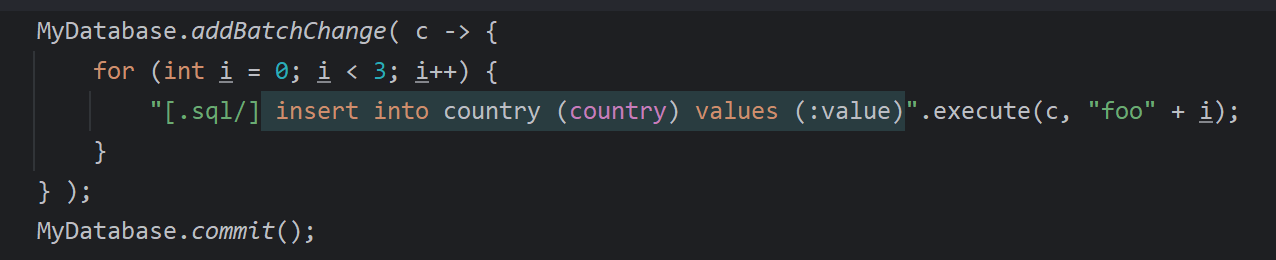 MyDatabase.addBatchChange( c -> {
    for (int i = 0; i < 3; i++) {
        "[.sql/] insert into country (country) values (:value)".execute(c, "foo" + i);
    }
} );
MyDatabase.commit();